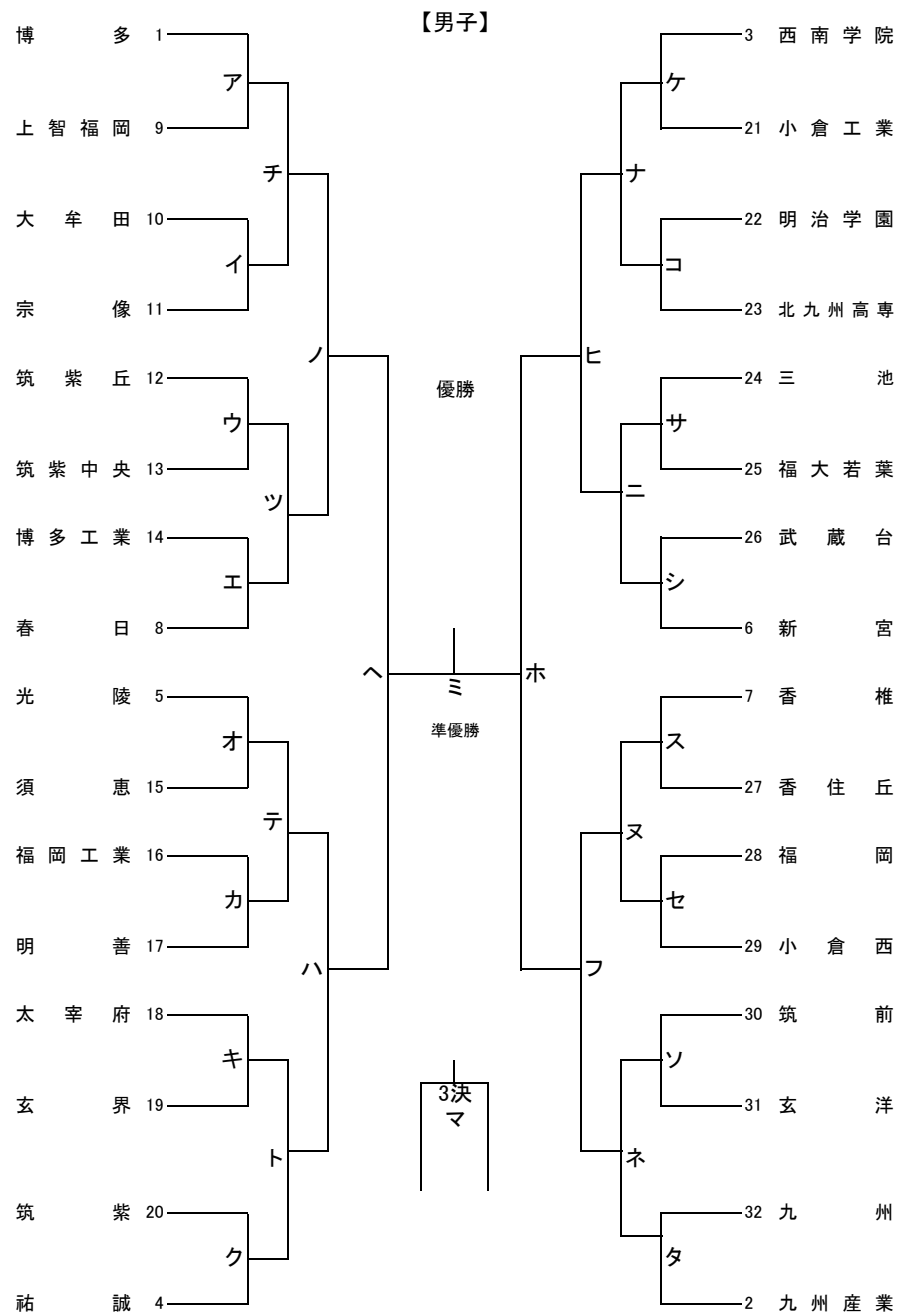 【男子】
博多 1
ア
上智福岡 9
チ
大牟田 10
イ
宗像 11
ノ
筑紫丘 12
ウ
筑紫中央 13
ツ
博多工業 14
エ
春日 8
ヘ
光陵 5
オ
須恵 15
テ
福岡工業 16
カ
明善 17
ハ
太宰府 18
キ
玄界 19
ト
筑紫 20
ク
祐誠 4
優勝
ミ
準優勝
3決
マ
3 西南学院
ケ
21 小倉工業
ナ
22 明治学園
コ
23 北九州高専
ヒ
24 三池
サ
25 福大若葉
ニ
26 武蔵台
シ
6 新宮
ホ
7 香椎
ス
27 香住丘
ヌ
28 福岡
セ
29 小倉西
フ
30 筑前
ソ
31 玄洋
ネ
32 九州
タ
2 九州産業